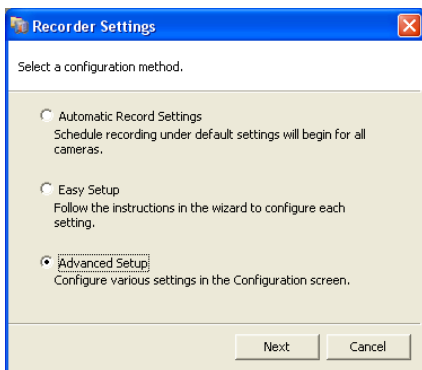 Recorder Settings
Select a configuration method.
Automatic Record Settings
Schedule recording under default settings will begin for all
cameras.
Easy Setup
Follow the instructions in the wizard to configure each
setting.
Advanced Setup
Configure various settings in the Configuration screen.
Next Cancel